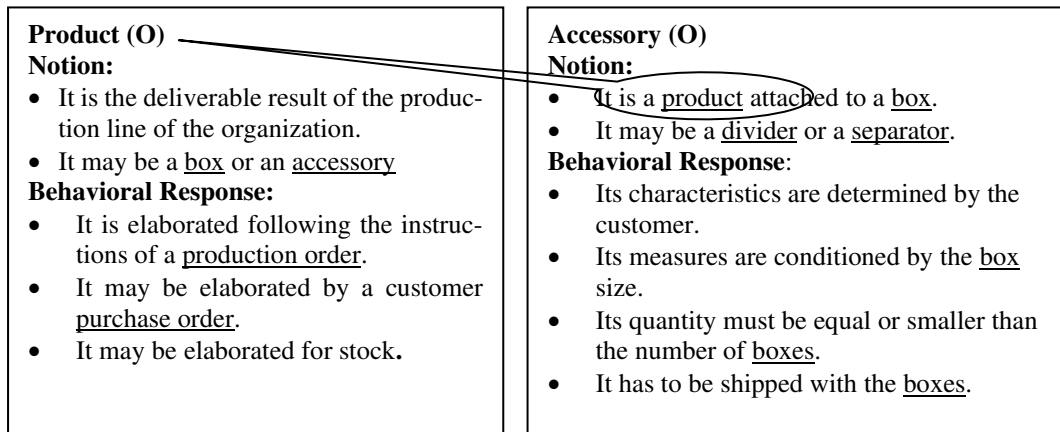 Product (O)
Notion:
• It is the deliverable result of the produc-
tion line of the organization.
• It may be a box or an accessory
Behavioral Response:
• It is elaborated following the instruc-
tions of a production order.
• It may be elaborated by a customer
purchase order.
• It may be elaborated for stock.
Accessory (O)
Notion:
• It is a product attached to a box.
• It may be a divider or a separator.
Behavioral Response:
• Its characteristics are determined by the
customer.
• Its measures are conditioned by the box
size.
• Its quantity must be equal or smaller than
the number of boxes.
• It has to be shipped with the boxes.